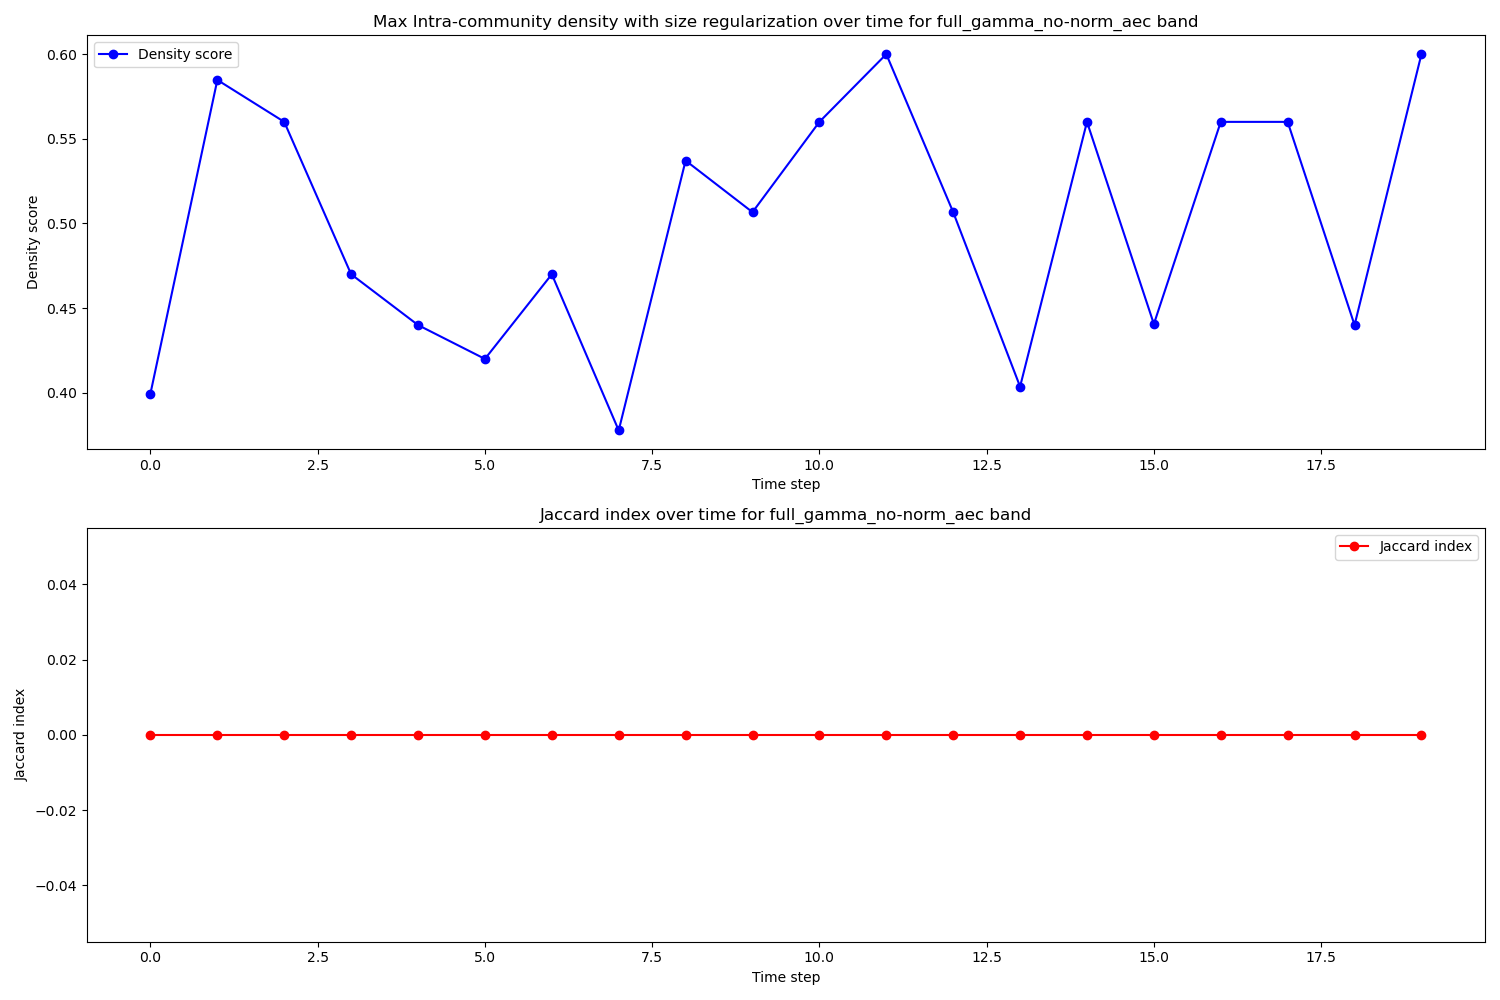 Max Intra-community density with size regularization over time for full_gamma_no-norm_aec band
Density score
0.60
0.55
0.50
0.45
0.40
Density score
0.0 2.5 5.0 7.5 10.0 12.5 15.0 17.5
Time step
Jaccard index over time for full_gamma_no-norm_aec band
Jaccard index
0.04
0.02
0.00
−0.02
−0.04
Jaccard index
0.0 2.5 5.0 7.5 10.0 12.5 15.0 17.5
Time step